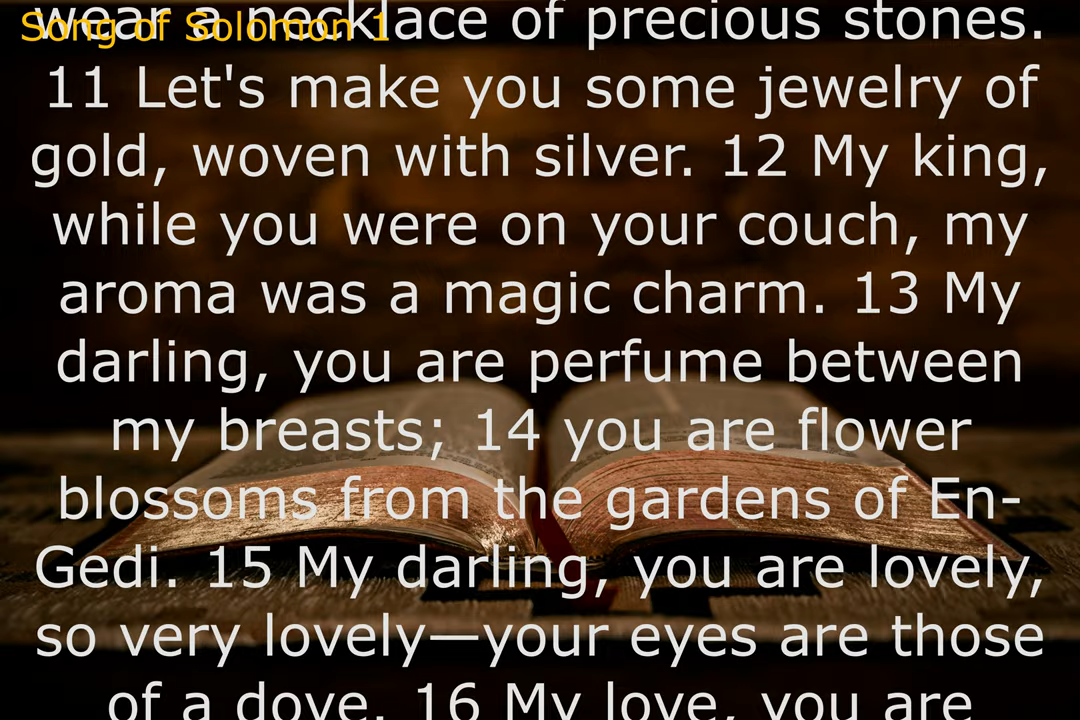 wear a necklace of precious stones.
Song of Solomon 1
11 Let's make you some jewelry of
gold, woven with silver. 12 My king,
while you were on your couch, my
aroma was a magic charm. 13 My
darling, you are perfume between
my breasts; 14 you are flower
blossoms from the gardens of En-
Gedi. 15 My darling, you are lovely,
so very lovely—your eyes are those
of a dove. 16 My love, you are